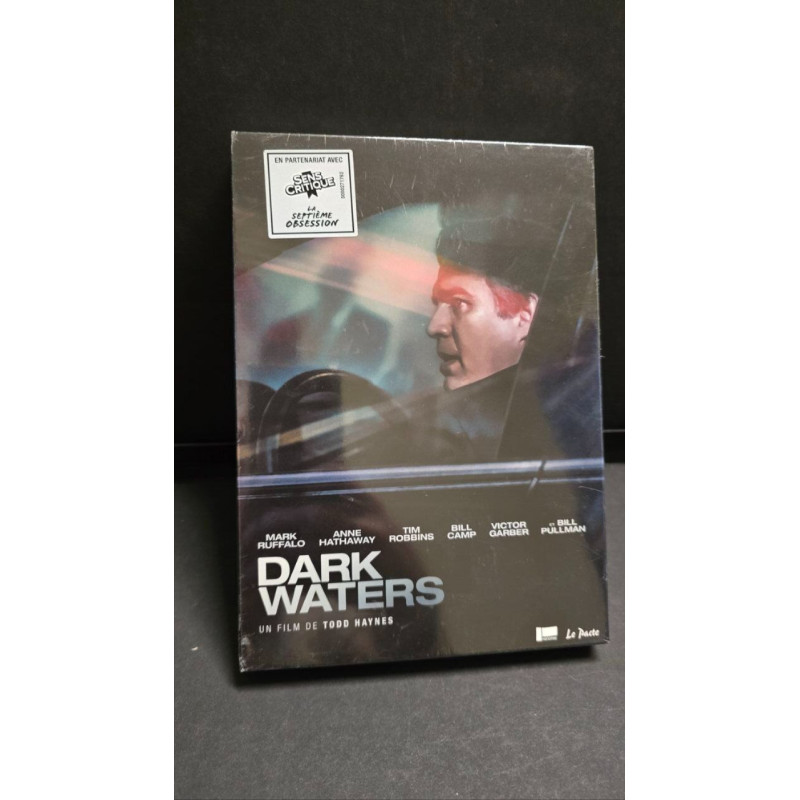 EN PARTENARIAT AVEC
SENS
CRITIQUE
LA
SEPTIÈME
OBSESSION
MARK
RUFFALO
ANNE
HATHAWAY
TIM
ROBBINS
BILL
CAMP
VICTOR
GARBER
ET BILL
PULLMAN
DARK
WATERS
UN FILM DE TODD HAYNES
Le Pacte